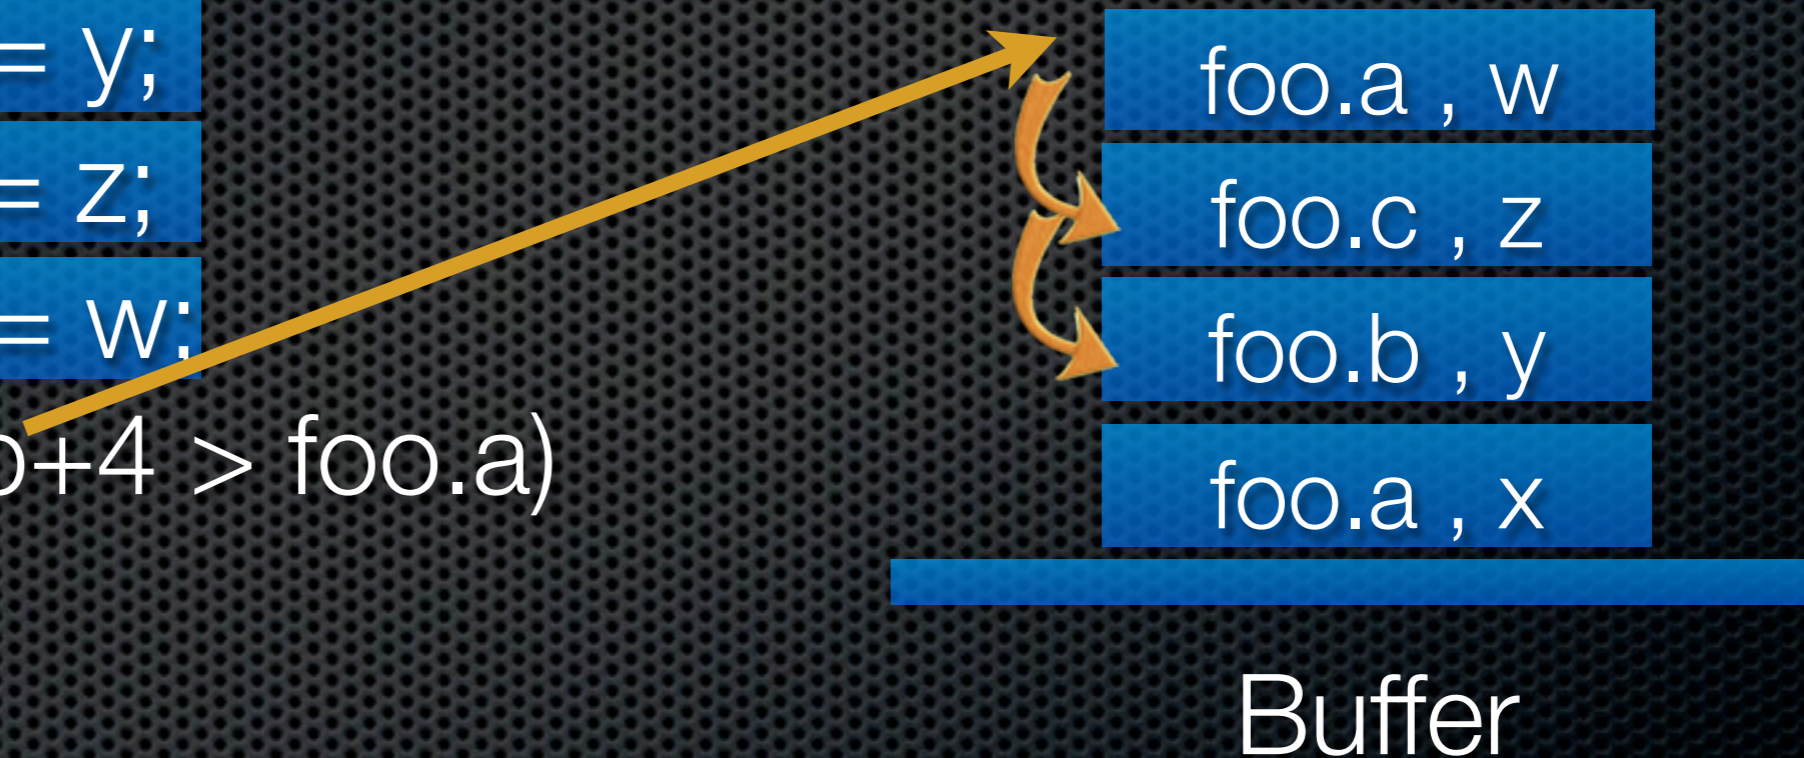 = y;
= z;
= w;
+4 > foo.a)
foo.a , w
foo.c , z
foo.b , y
foo.a , x
Buffer